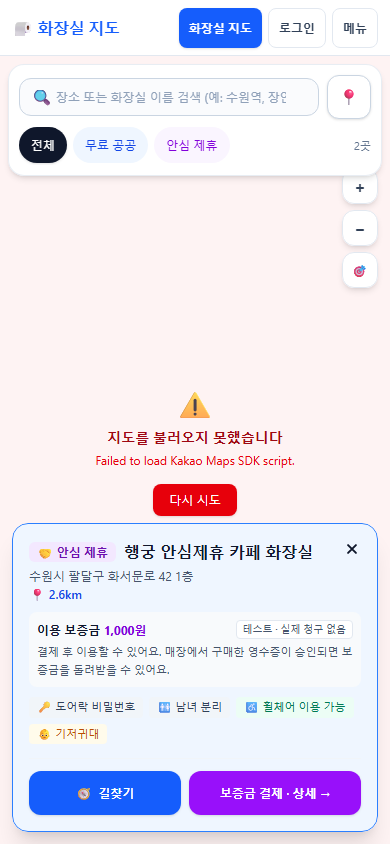 화장실 지도
화장실 지도
로그인
메뉴
장소 또는 화장실 이름 검색 (예: 수원역, 장안
전체
무료 공공
안심 제휴
2곳
+
−
지도를 불러오지 못했습니다
Failed to load Kakao Maps SDK script.
다시 시도
안심 제휴
행궁 안심제휴 카페 화장실
수원시 팔달구 화서문로 42 1층
2.6km
이용 보증금 1,000원
테스트 · 실제 청구 없음
결제 후 이용할 수 있어요. 매장에서 구매한 영수증이 승인되면 보
증금을 돌려받을 수 있어요.
도어락 비밀번호
남녀 분리
휠체어 이용 가능
기저귀대
길찾기
보증금 결제 · 상세 →